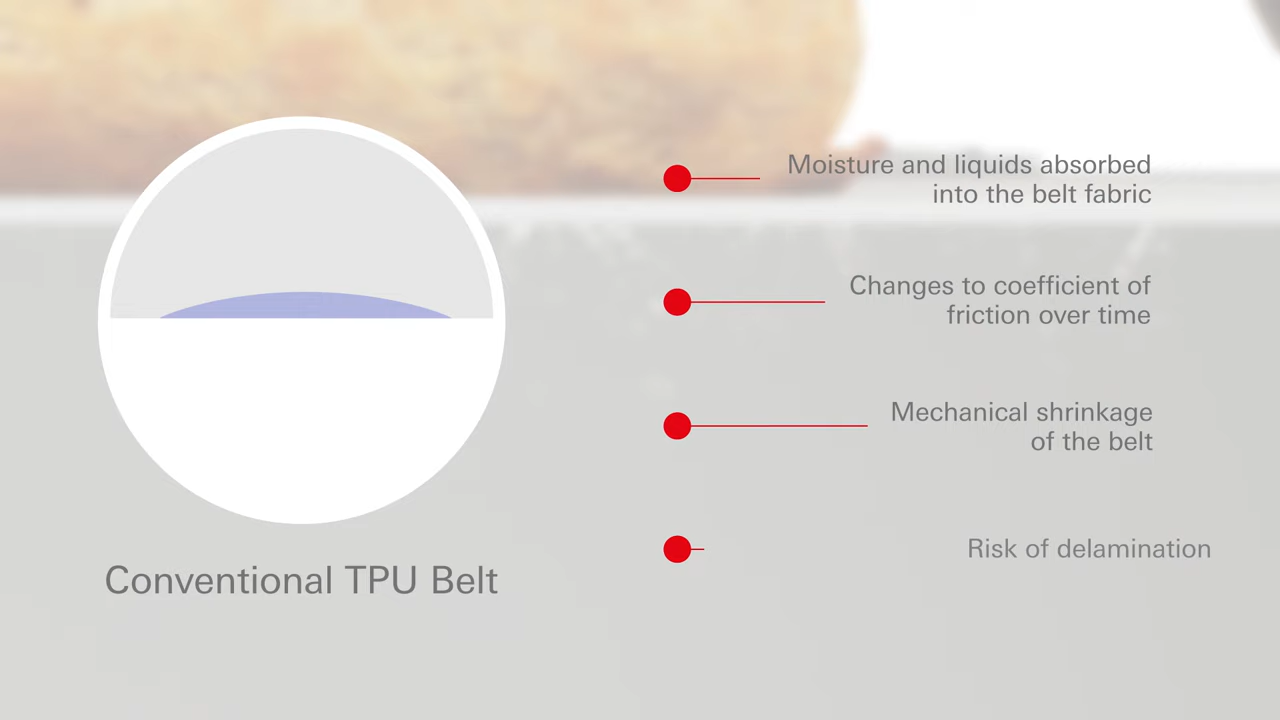 Moisture and liquids absorbed
into the belt fabric
Changes to coefficient of
friction over time
Mechanical shrinkage
of the belt
Risk of delamination
Conventional TPU Belt